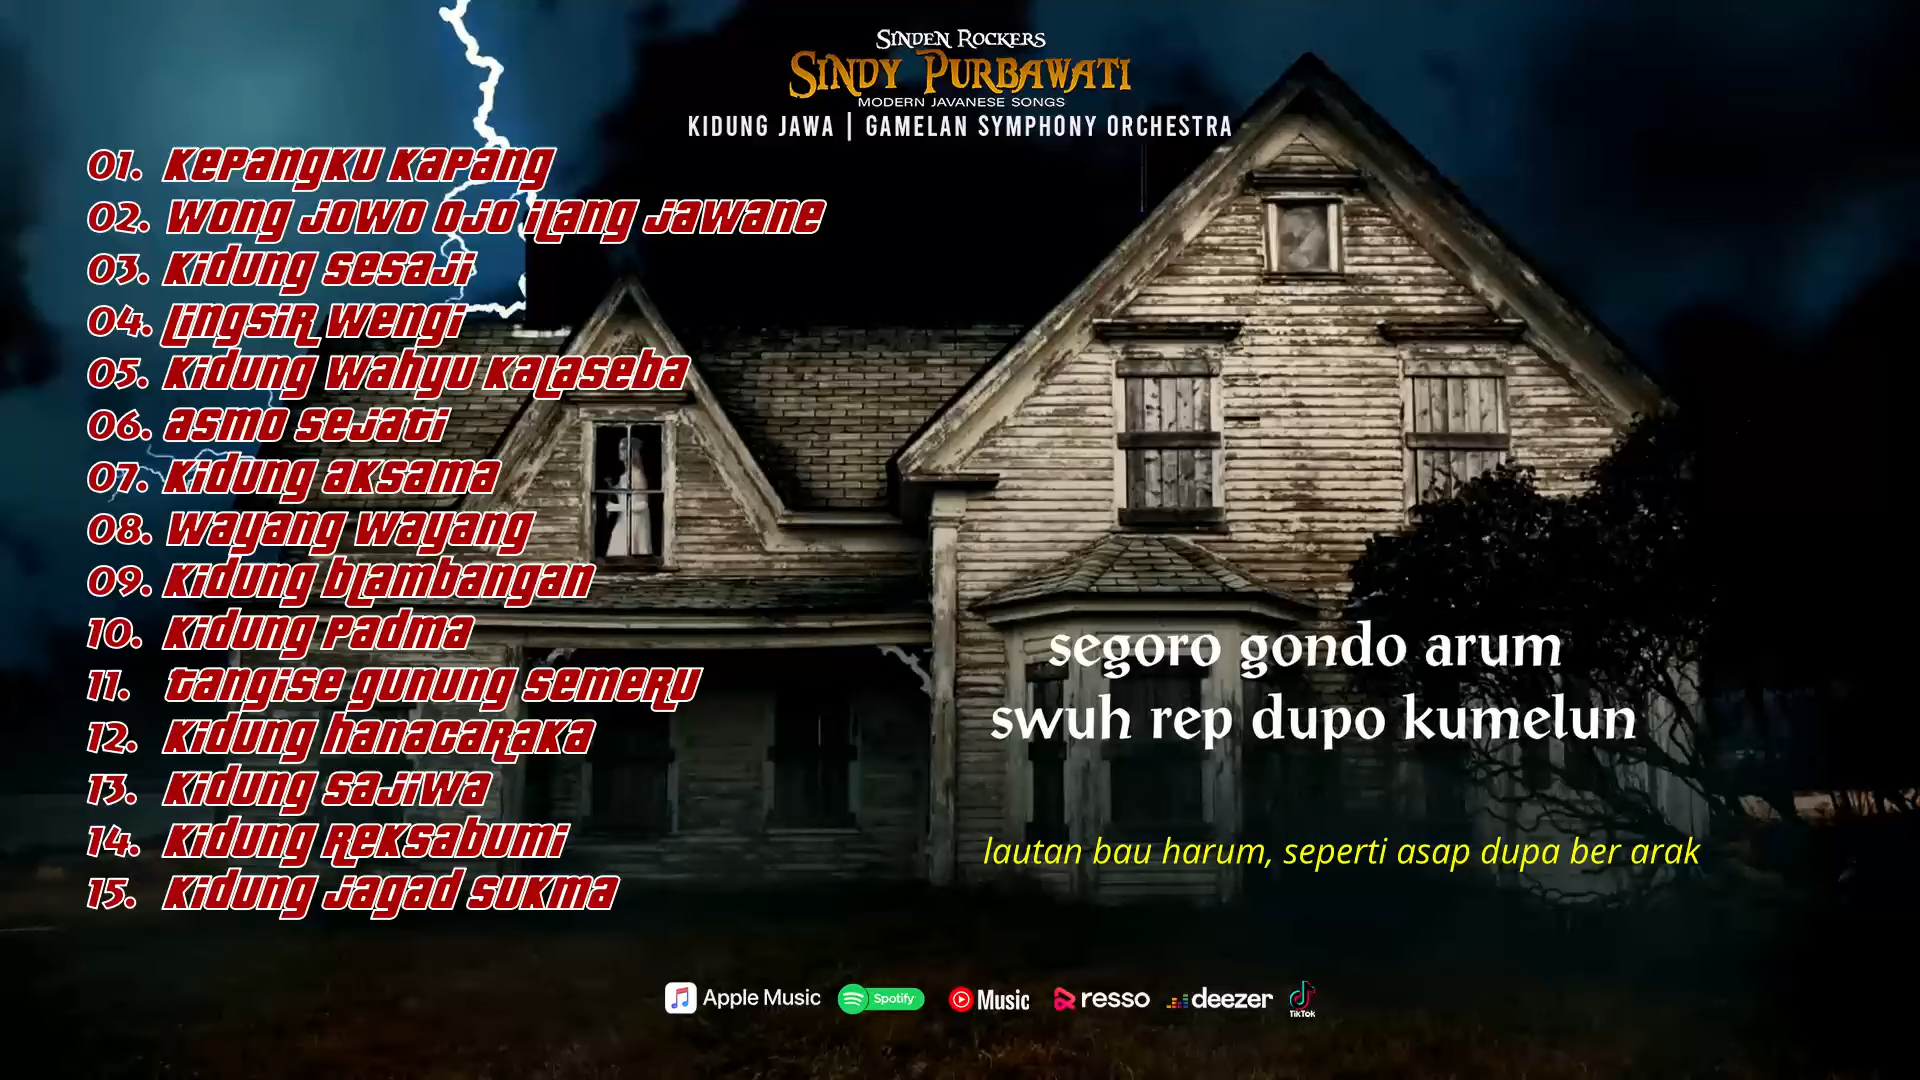 SINDEN ROCKERS
SINDY PURBAWATI
MODERN JAVANESE SONGS
KIDUNG JAWA | GAMELAN SYMPHONY ORCHESTRA
01. Kepangku Kapang
02. Wong Jowo Ojo Ilang Jawane
03. Kidung Sesaji
04. Lingsir Wengi
05. Kidung Wahyu Kalaseba
06. Asmo Sejati
07. Kidung Aksama
08. Wayang Wayang
09. Kidung Blambangan
10. Kidung Padma
11. Tangise Gunung Semeru
12. Kidung Hanacaraka
13. Kidung Sajiwa
14. Kidung Reksabumi
15. Kidung Jagad Sukma
segoro gondo arum
swuh rep dupo kumelun
lautan bau harum, seperti asap dupa ber arak
Apple Music Spotify Music resso deezer TikTok